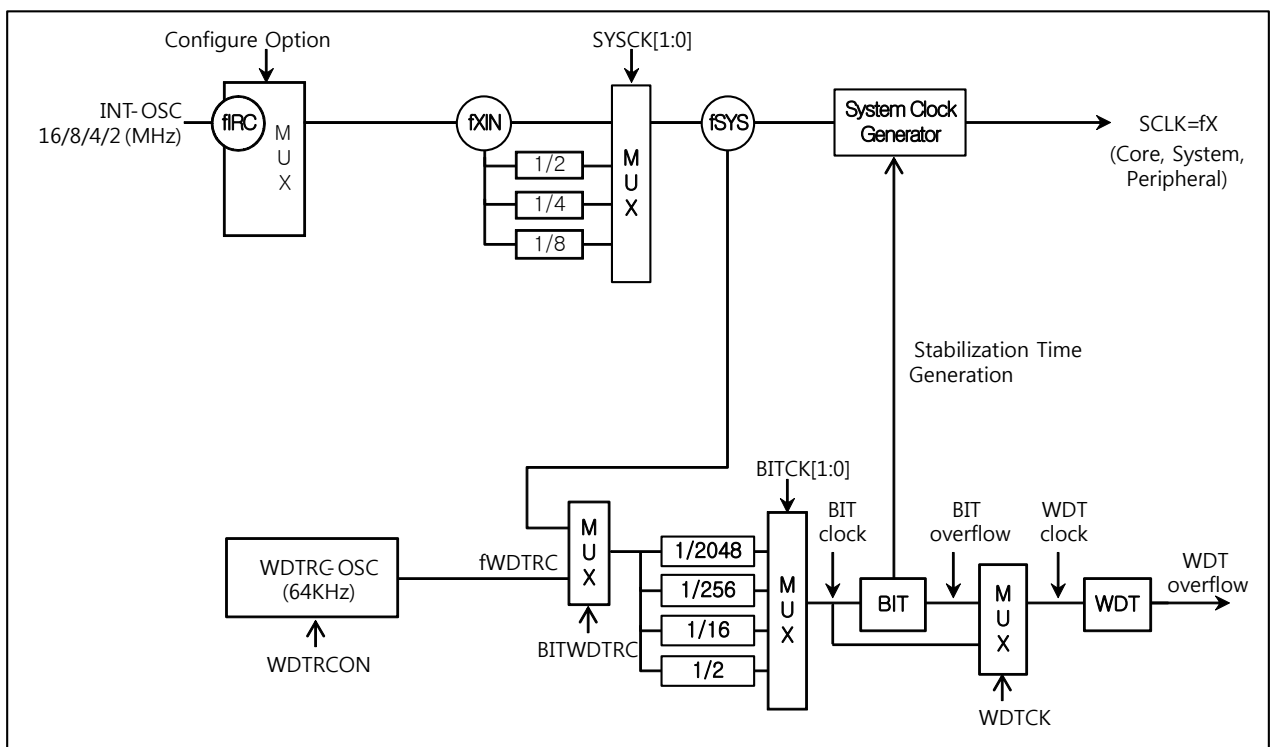 Configure Option
SYSCK[1:0]
INT-OSC
16/8/4/2 (MHz)
fIRC
M
U
X
fXIN
1/2
1/4
1/8
M
U
X
fSYS
System Clock
Generator
SCLK=fX
(Core, System,
Peripheral)
Stabilization Time
Generation
BITCK[1:0]
WDTRC-OSC
(64KHz)
WDTRCON
fWDTRC
M
U
X
BITWDTRC
1/2048
1/256
1/16
1/2
M
U
X
BIT
clock
BIT
BIT
overflow
M
U
X
WDTCK
WDT
clock
WDT
WDT
overflow